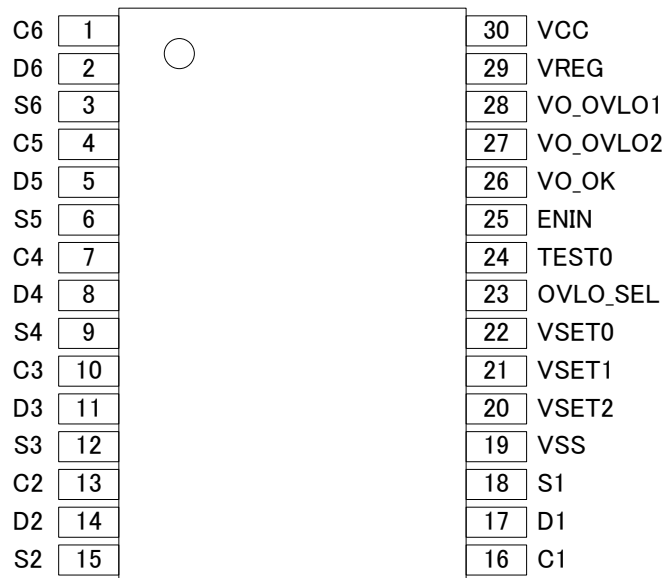 C6 1 30 VCC
D6 2 29 VREG
S6 3 28 VO_OVLO1
C5 4 27 VO_OVLO2
D5 5 26 VO_OK
S5 6 25 ENIN
C4 7 24 TEST0
D4 8 23 OVLO_SEL
S4 9 22 VSET0
C3 10 21 VSET1
D3 11 20 VSET2
S3 12 19 VSS
C2 13 18 S1
D2 14 17 D1
S2 15 16 C1